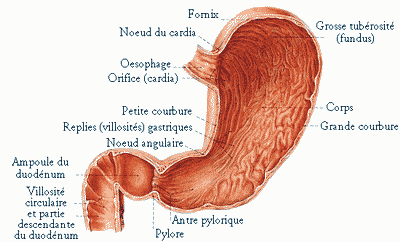 Fornix
Noeud du cardia
Grosse tubérosité
(fundus)
Oesophage
Orifice (cardia)
Petite courbure
Corps
Replies (villosités) gastriques
Grande courbure
Noeud angulaire
Ampoule du
duodénum
Villosité
circulaire
et partie
descendante
du duodénum
Antre pylorique
Pylore